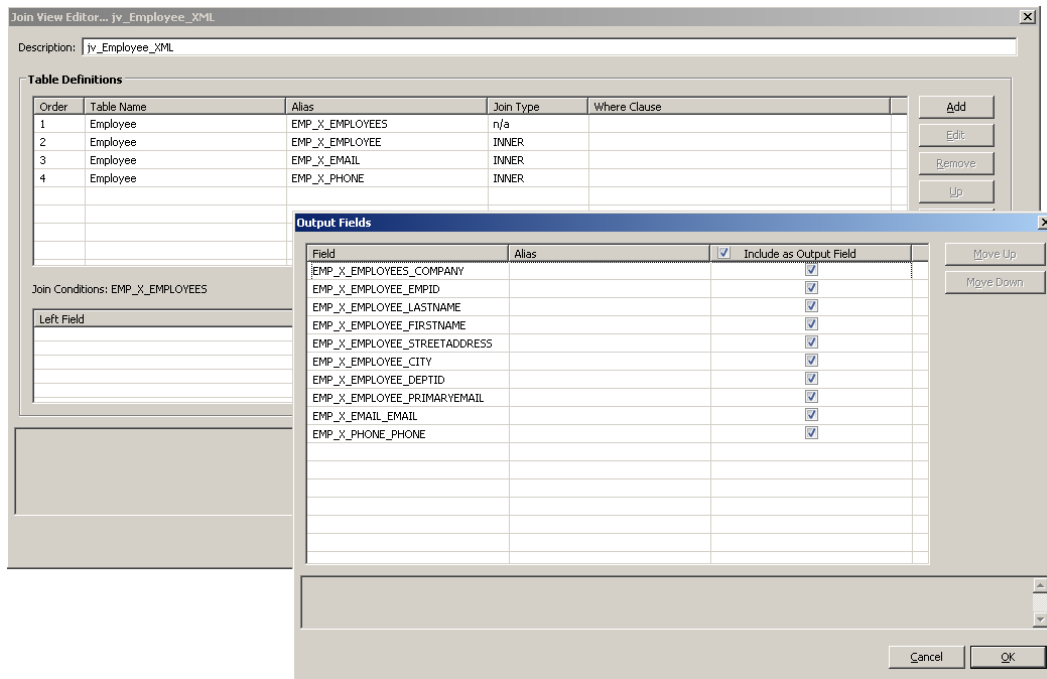 Join View Editor... jv_Employee_XML
Description: jv_Employee_XML
Table Definitions
Order Table Name Alias Join Type Where Clause
1 Employee EMP_X_EMPLOYEES n/a
2 Employee EMP_X_EMPLOYEE INNER
3 Employee EMP_X_EMAIL INNER
4 Employee EMP_X_PHONE INNER
Add
Edit
Remove
Up
Join Conditions: EMP_X_EMPLOYEES
Left Field
Output Fields
Field Alias Include as Output Field
EMP_X_EMPLOYEES_COMPANY
EMP_X_EMPLOYEE_EMPID
EMP_X_EMPLOYEE_LASTNAME
EMP_X_EMPLOYEE_FIRSTNAME
EMP_X_EMPLOYEE_STREETADDRESS
EMP_X_EMPLOYEE_CITY
EMP_X_EMPLOYEE_DEPTID
EMP_X_EMPLOYEE_PRIMARYEMAIL
EMP_X_EMAIL_EMAIL
EMP_X_PHONE_PHONE
Move Up
Move Down
Cancel OK